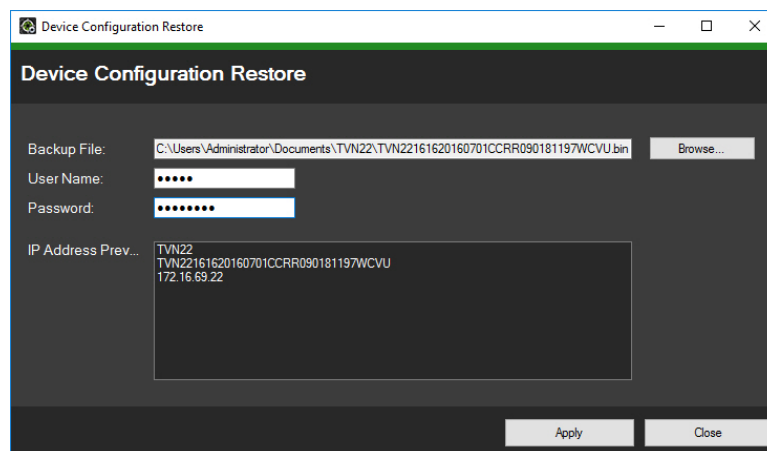 Device Configuration Restore
Device Configuration Restore
Backup File: C:\Users\Administrator\Documents\TVN22\TVN22161620160701CCRR090181197WCVU.bin Browse...
User Name: •••••
Password: ••••••••
IP Address Prev... TVN22
TVN22161620160701CCRR090181197WCVU
172.16.69.22
Apply Close